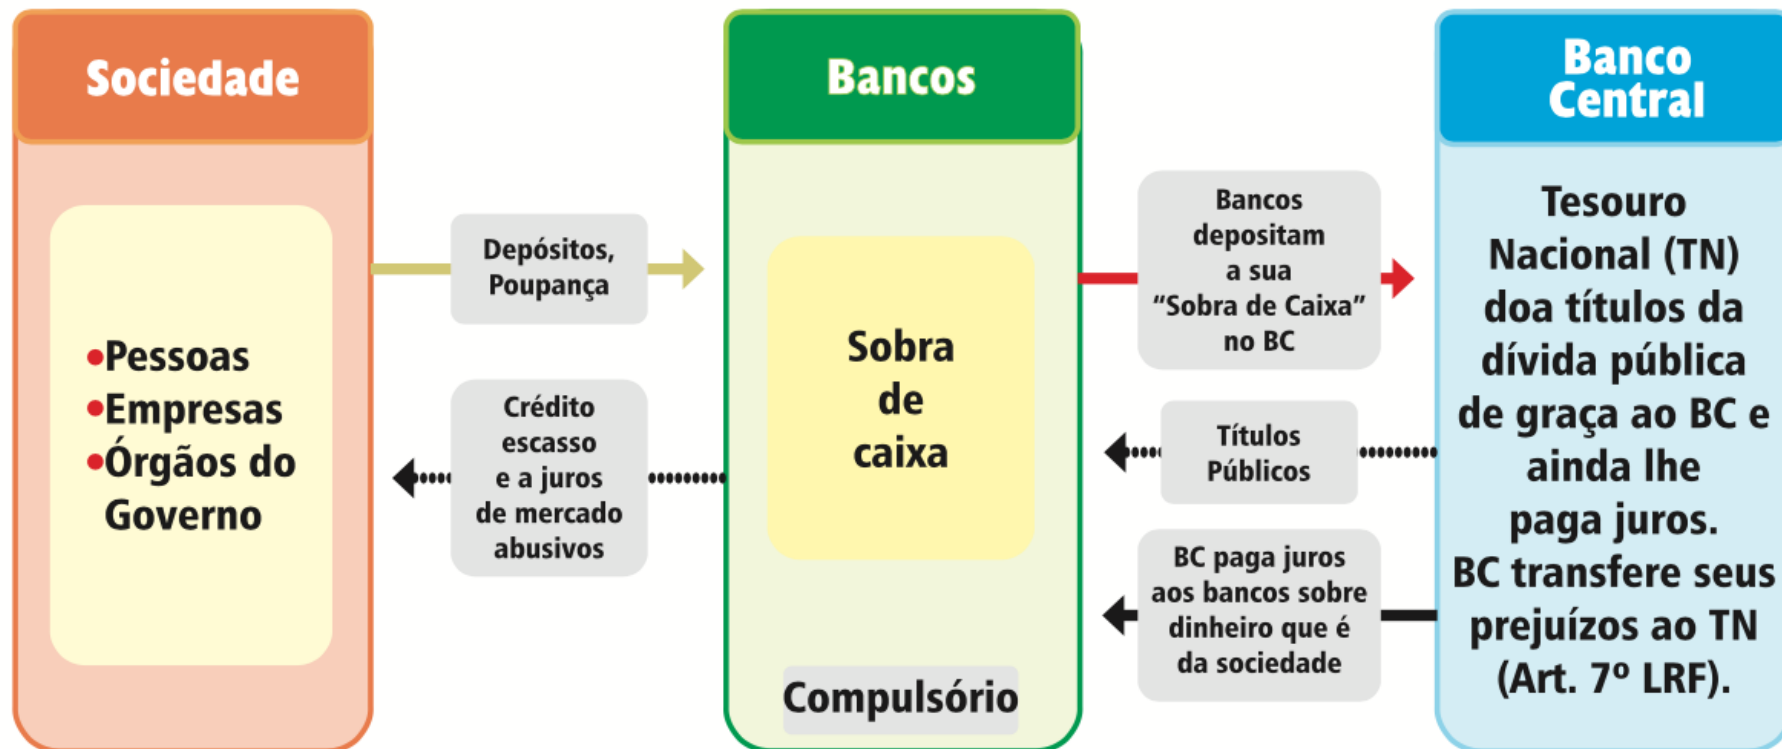 Sociedade
•Pessoas
•Empresas
•Órgãos do
Governo
Depósitos,
Poupança
Crédito
escasso
e a juros
de mercado
abusivos
Bancos
Sobra
de
caixa
Compulsório
Bancos
depositam
a sua
“Sobra de Caixa”
no BC
Títulos
Públicos
BC paga juros
aos bancos sobre
dinheiro que é
da sociedade
Banco
Central
Tesouro
Nacional (TN)
doa títulos da
dívida pública
de graça ao BC e
ainda lhe
paga juros.
BC transfere seus
prejuízos ao TN
(Art. 7º LRF).